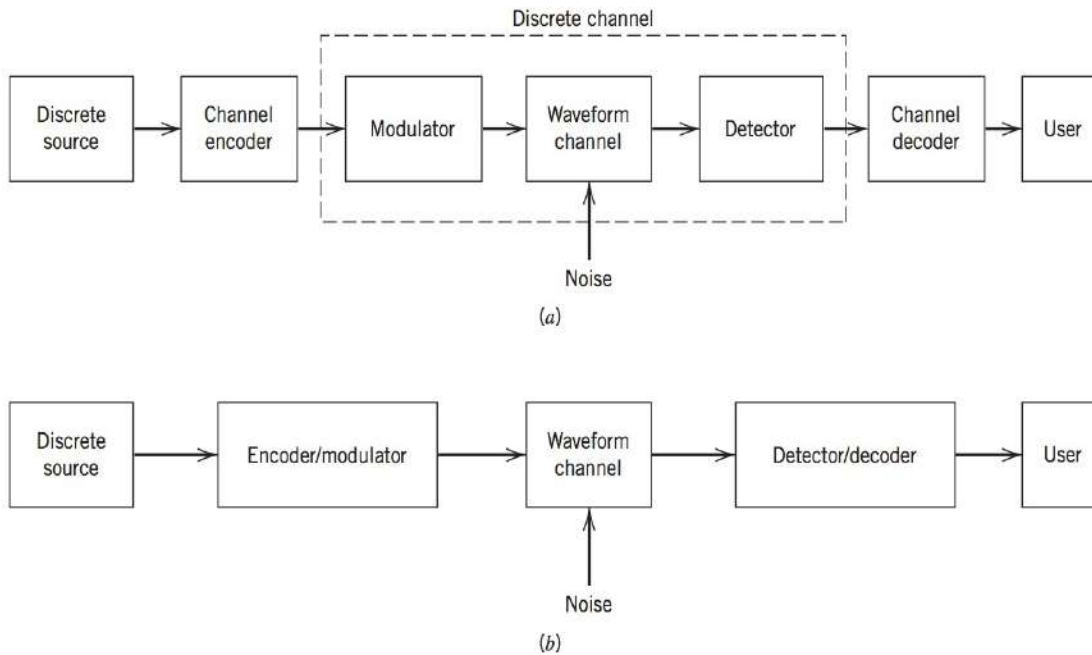 Discrete channel
Discrete
source
Channel
encoder
Modulator
Waveform
channel
Detector
Channel
decoder
User
Noise
(a)
Discrete
source
Encoder/modulator
Waveform
channel
Detector/decoder
User
Noise
(b)